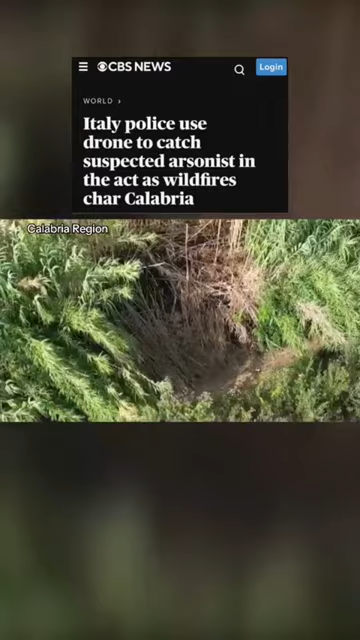 CBS NEWS
Login
WORLD ›
Italy police use
drone to catch
suspected arsonist in
the act as wildfires
char Calabria
Calabria Region